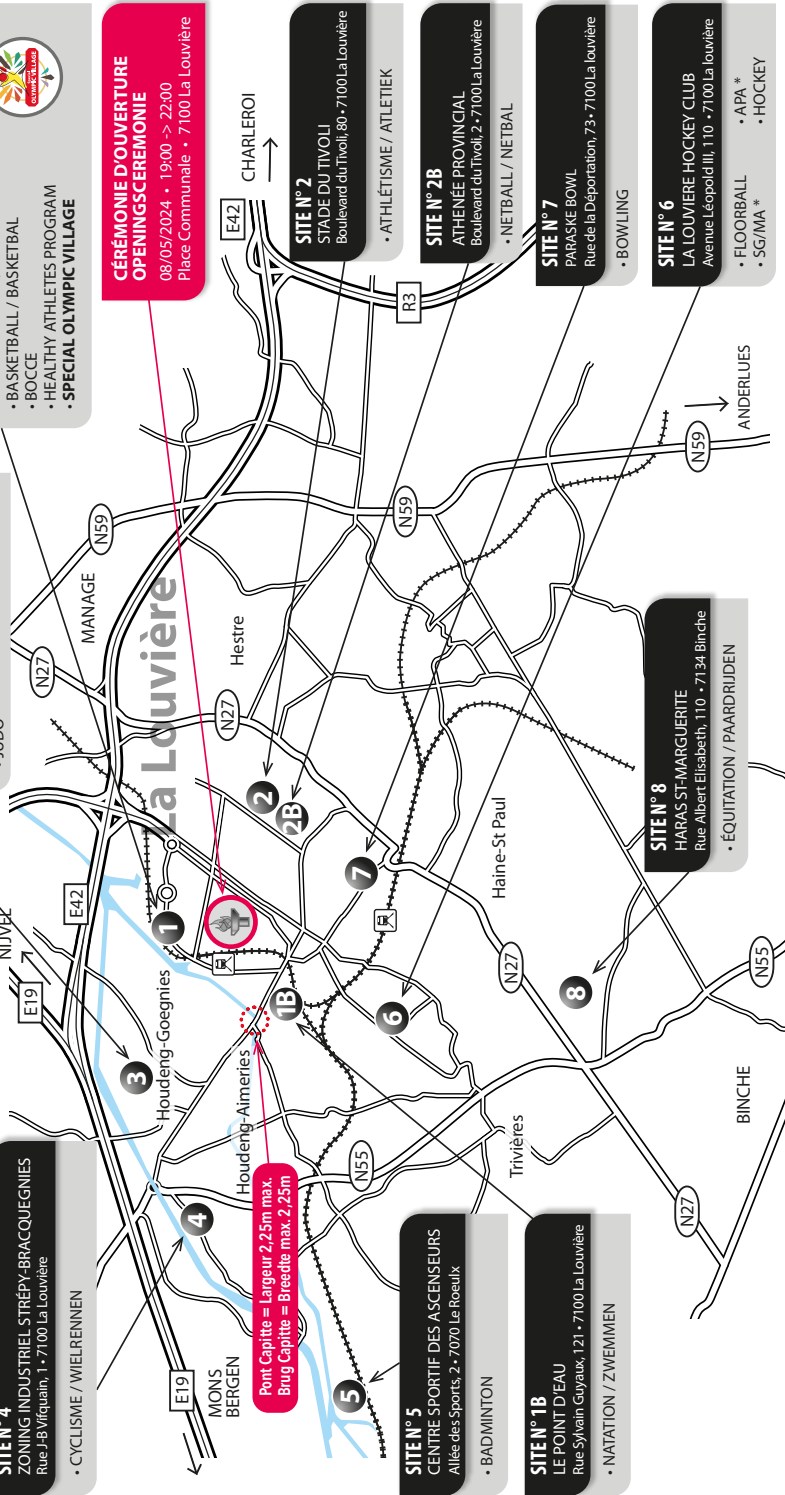 SITE N° 4
ZONING INDUSTRIEL STRÉPY-BRACQUEGNIES
Rue J-B Vifquain, 1 • 7100 La Louvière
• CYCLISME / WIELRENNEN
• JUDO
OLYMPIC VILLAGE
• BASKETBALL / BASKETBAL
• BOCCE
• HEALTHY ATHLETES PROGRAM
• SPECIAL OLYMPIC VILLAGE
CÉRÉMONIE D'OUVERTURE
OPENINGSCEREMONIE
08/05/2024 • 19:00 -> 22:00
Place Communale • 7100 La Louvière
SITE N° 2
STADE DU TIVOLI
Boulevard du Tivoli, 80 • 7100 La Louvière
• ATHLÉTISME / ATLETIEK
SITE N° 2B
ATHENÉE PROVINCIAL
Boulevard du Tivoli, 2 • 7100 La Louvière
• NETBALL / NETBAL
SITE N° 7
PARASKE BOWL
Rue de la Déportation, 73 • 7100 La louvière
• BOWLING
SITE N° 6
LA LOUVIERE HOCKEY CLUB
Avenue Léopold III, 110 • 7100 La louvière
• FLOORBALL
• SG/MA *
• APA *
• HOCKEY
SITE N° 8
HARAS ST-MARGUERITE
Rue Albert Elisabeth, 110 • 7134 Binche
• ÉQUITATION / PAARDRIJDEN
SITE N° 5
CENTRE SPORTIF DES ASCENSEURS
Allée des Sports, 2 • 7070 Le Roeulx
• BADMINTON
SITE N° 1B
LE POINT D'EAU
Rue Sylvain Guyaux, 121 • 7100 La Louvière
• NATATION / ZWEMMEN
Pont Capitte = Largeur 2,25m max.
Brug Capitte = Breedte max. 2,25m
La Louvière
NIJVEL
E19
E42
N27
MANAGE
N59
E42
CHARLEROI
R3
Hestre
N27
N59
N59
ANDERLUES
Houdeng-Goegnies
Houdeng-Aimeries
E19
MONS
BERGEN
N55
Trivières
Haine-St Paul
N27
N55
N27
BINCHE
1
1B
2
2B
3
4
5
6
7
8